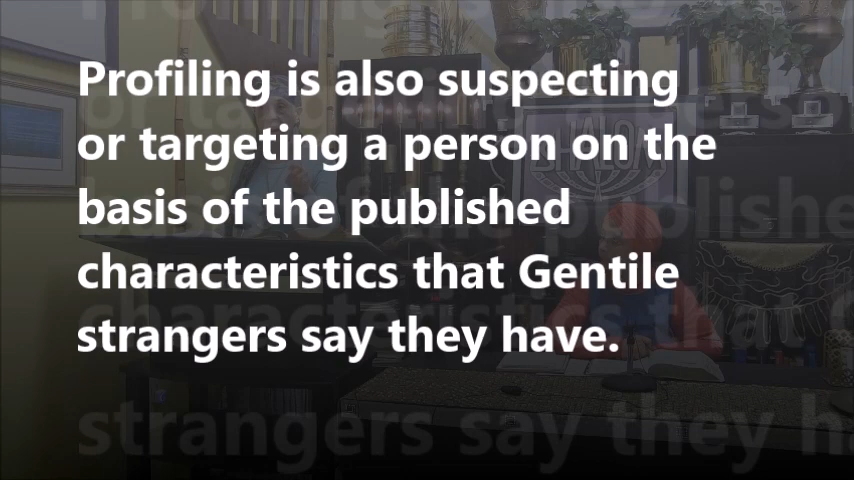 Profiling is also suspecting
or targeting a person on the
basis of the published
characteristics that Gentile
strangers say they have.